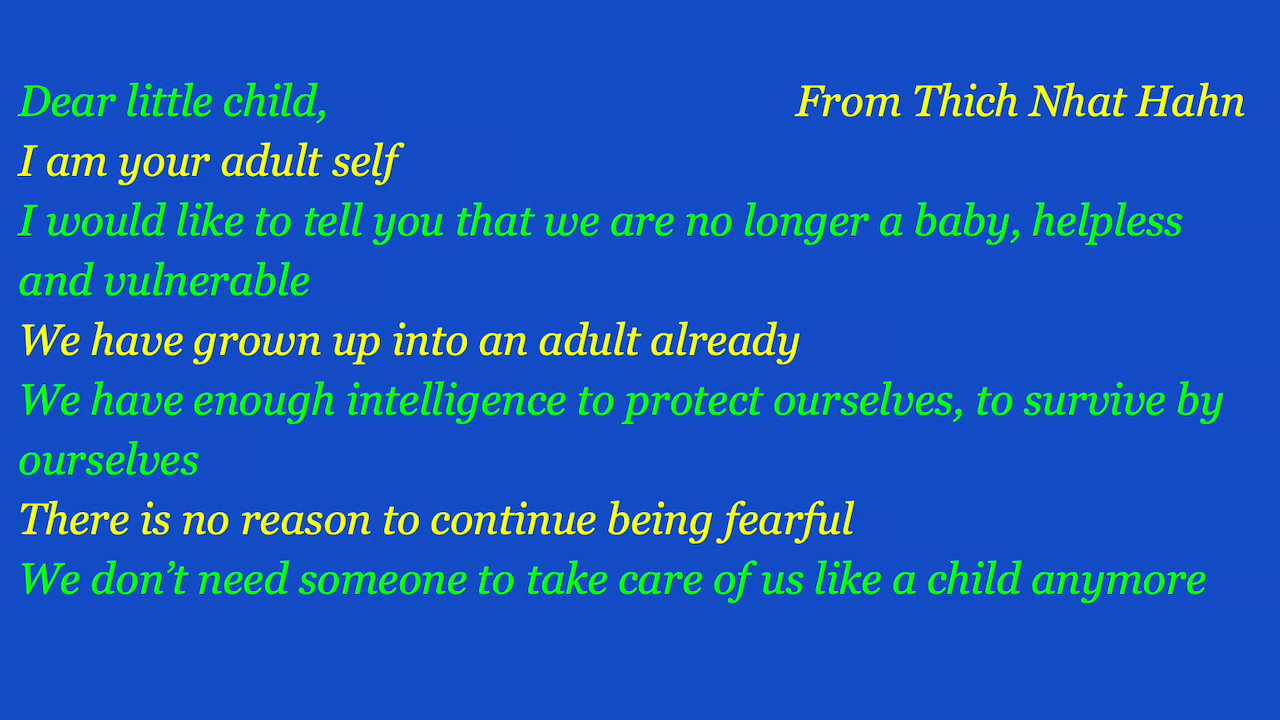 Dear little child, From Thich Nhat Hahn
I am your adult self
I would like to tell you that we are no longer a baby, helpless
and vulnerable
We have grown up into an adult already
We have enough intelligence to protect ourselves, to survive by
ourselves
There is no reason to continue being fearful
We don’t need someone to take care of us like a child anymore